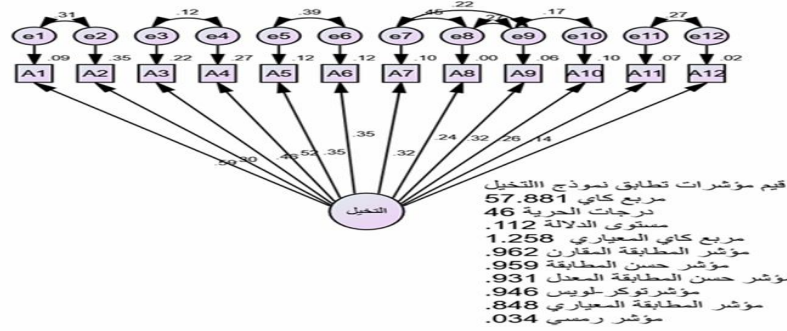 .31 .12 .39 .45 .22 .27 .17 .27
e1 e2 e3 e4 e5 e6 e7 e8 e9 e10 e11 e12
.09 .35 .22 .27 .12 .12 .10 .00 .06 .10 .07 .02
A1 A2 A3 A4 A5 A6 A7 A8 A9 A10 A11 A12
.59 .30 .46 .52 .35 .35 .32 .24 .32 .26 .14
التخيل
قيم مؤشرات تطابق نموذج االتخيل
مربع كاي 57.881
درجات الحرية 46
مستوى الدلالة .112
مربع كاي المعياري 1.258
مؤشر المطابقة المقارن .962
مؤشر حسن المطابقة .959
مؤشر حسن المطابقة المعدل .931
مؤشرتوكر-لويس .946
مؤشر المطابقة المعياري .848
مؤشر رمسي .034